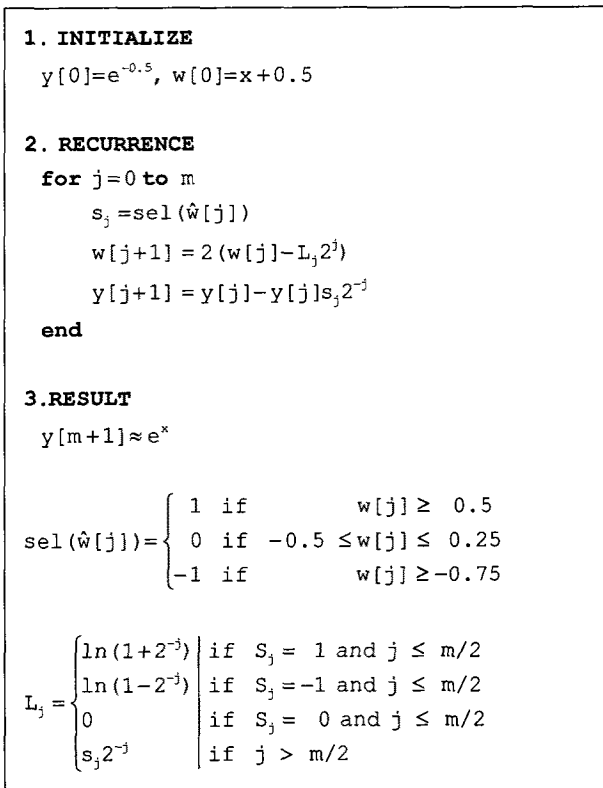 1. INITIALIZE
y[0]=e^-0.5, w[0]=x+0.5
2. RECURRENCE
for j=0 to m
s_j=sel(ŵ[j])
w[j+1]=2(w[j]-L_j2^j)
y[j+1]=y[j]-y[j]s_j2^-j
end
3.RESULT
y[m+1]≈e^x
1 if w[j]≥ 0.5
sel(ŵ[j])={ 0 if -0.5 ≤w[j]≤ 0.25
-1 if w[j]≥-0.75
ln(1+2^-j) if S_j= 1 and j ≤ m/2
ln(1-2^-j) if S_j=-1 and j ≤ m/2
L_j={ 0 if S_j= 0 and j ≤ m/2
s_j2^-j if j > m/2